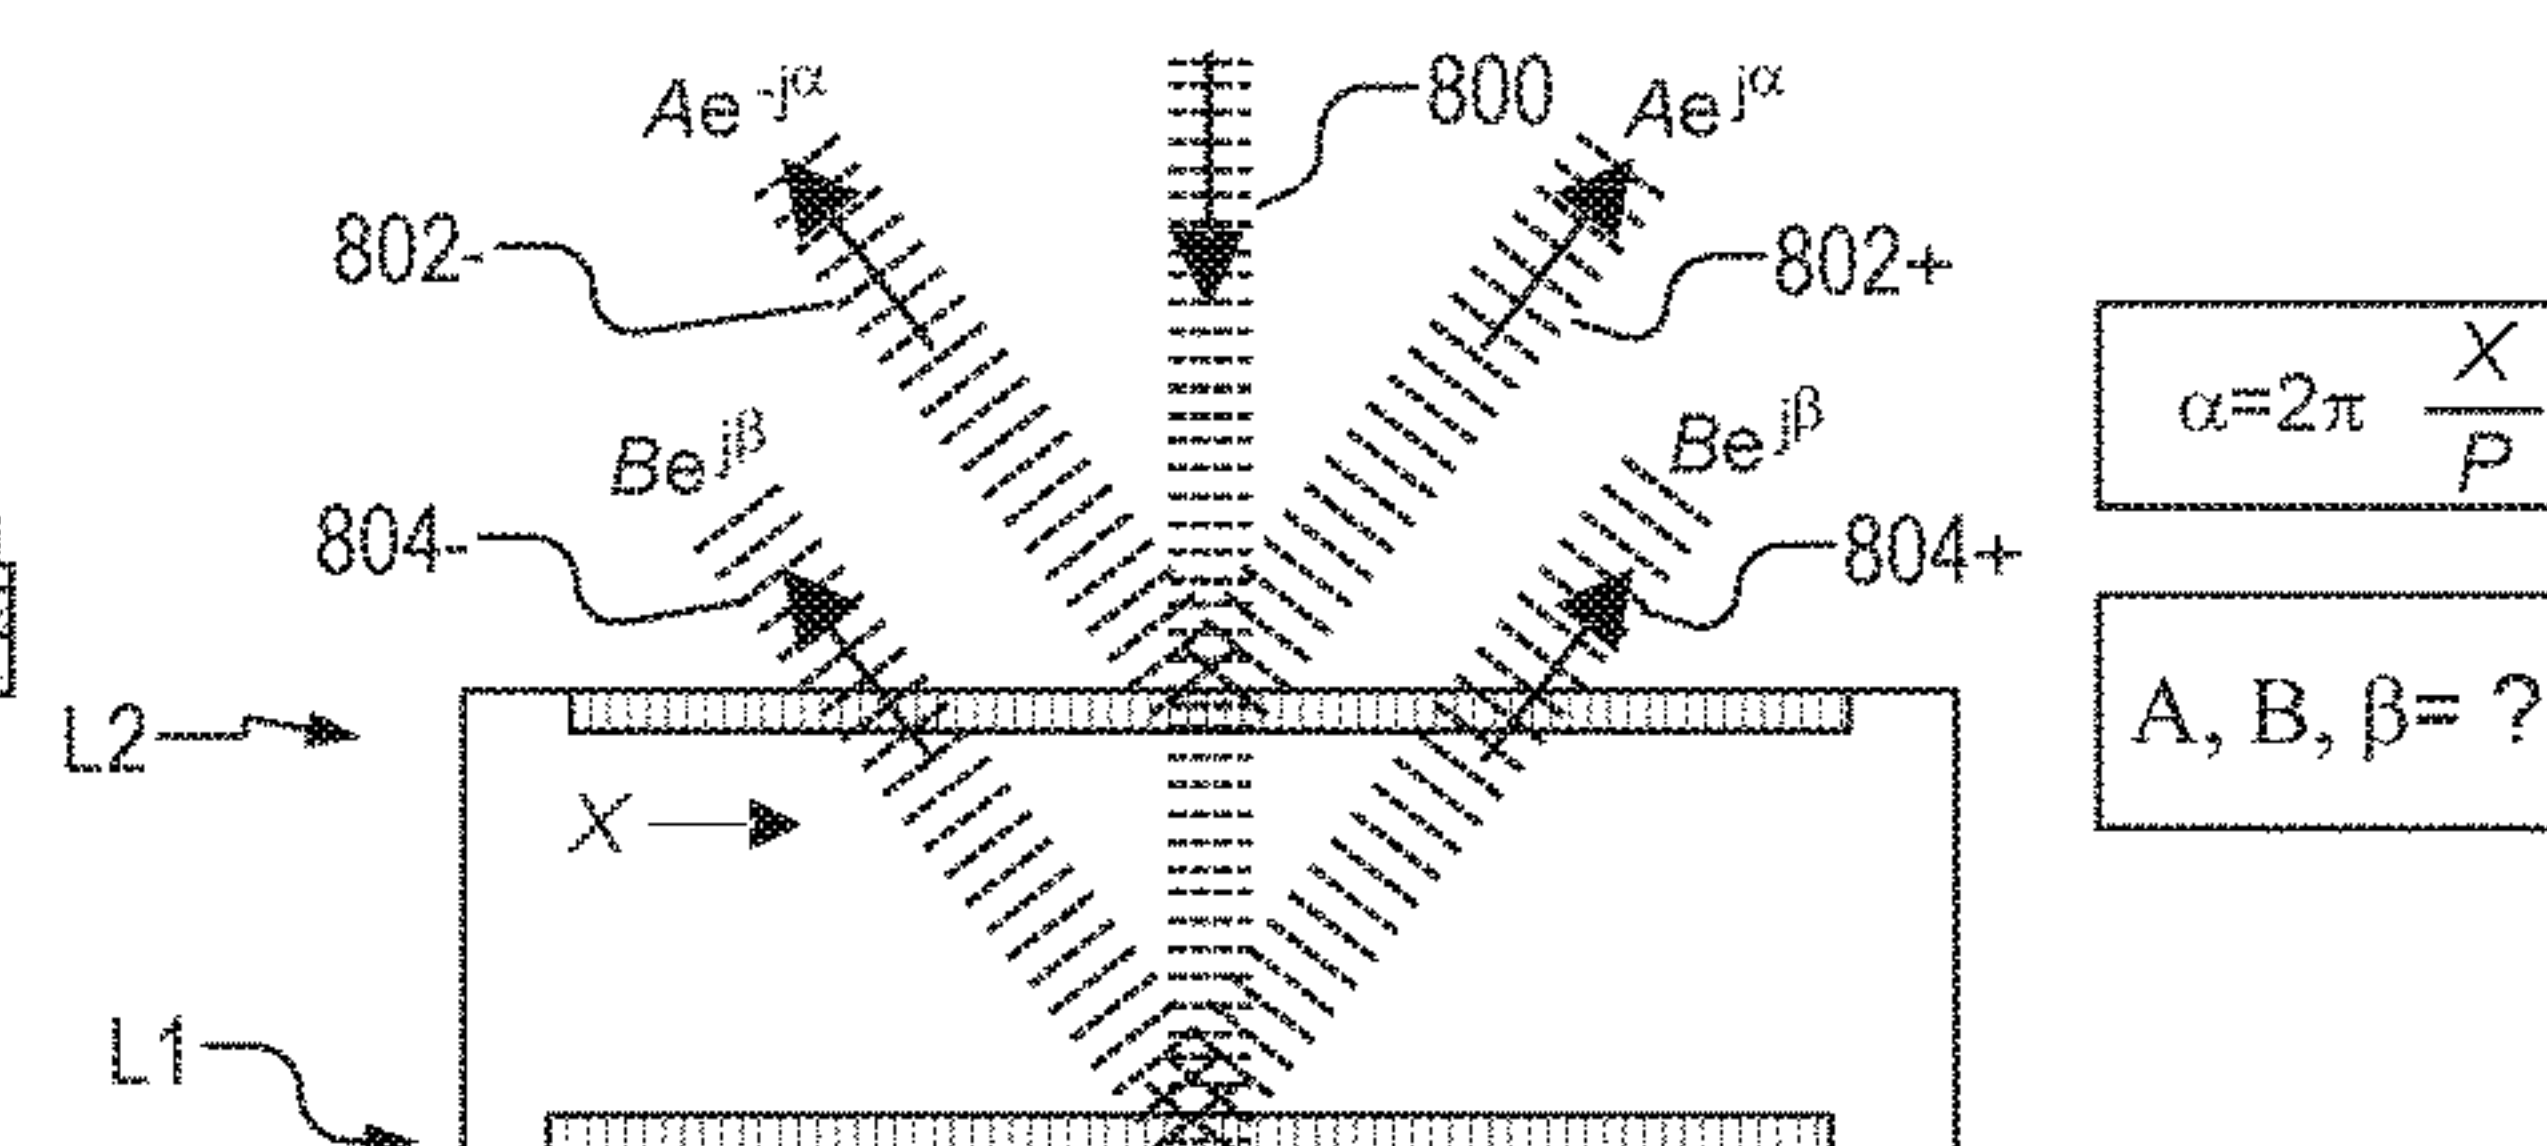 Ae -jα
800
Ae jα
802-
802+
α=2π X/P
Be jβ
Be jβ
804-
804+
A, B, β= ?
L2
X
L1